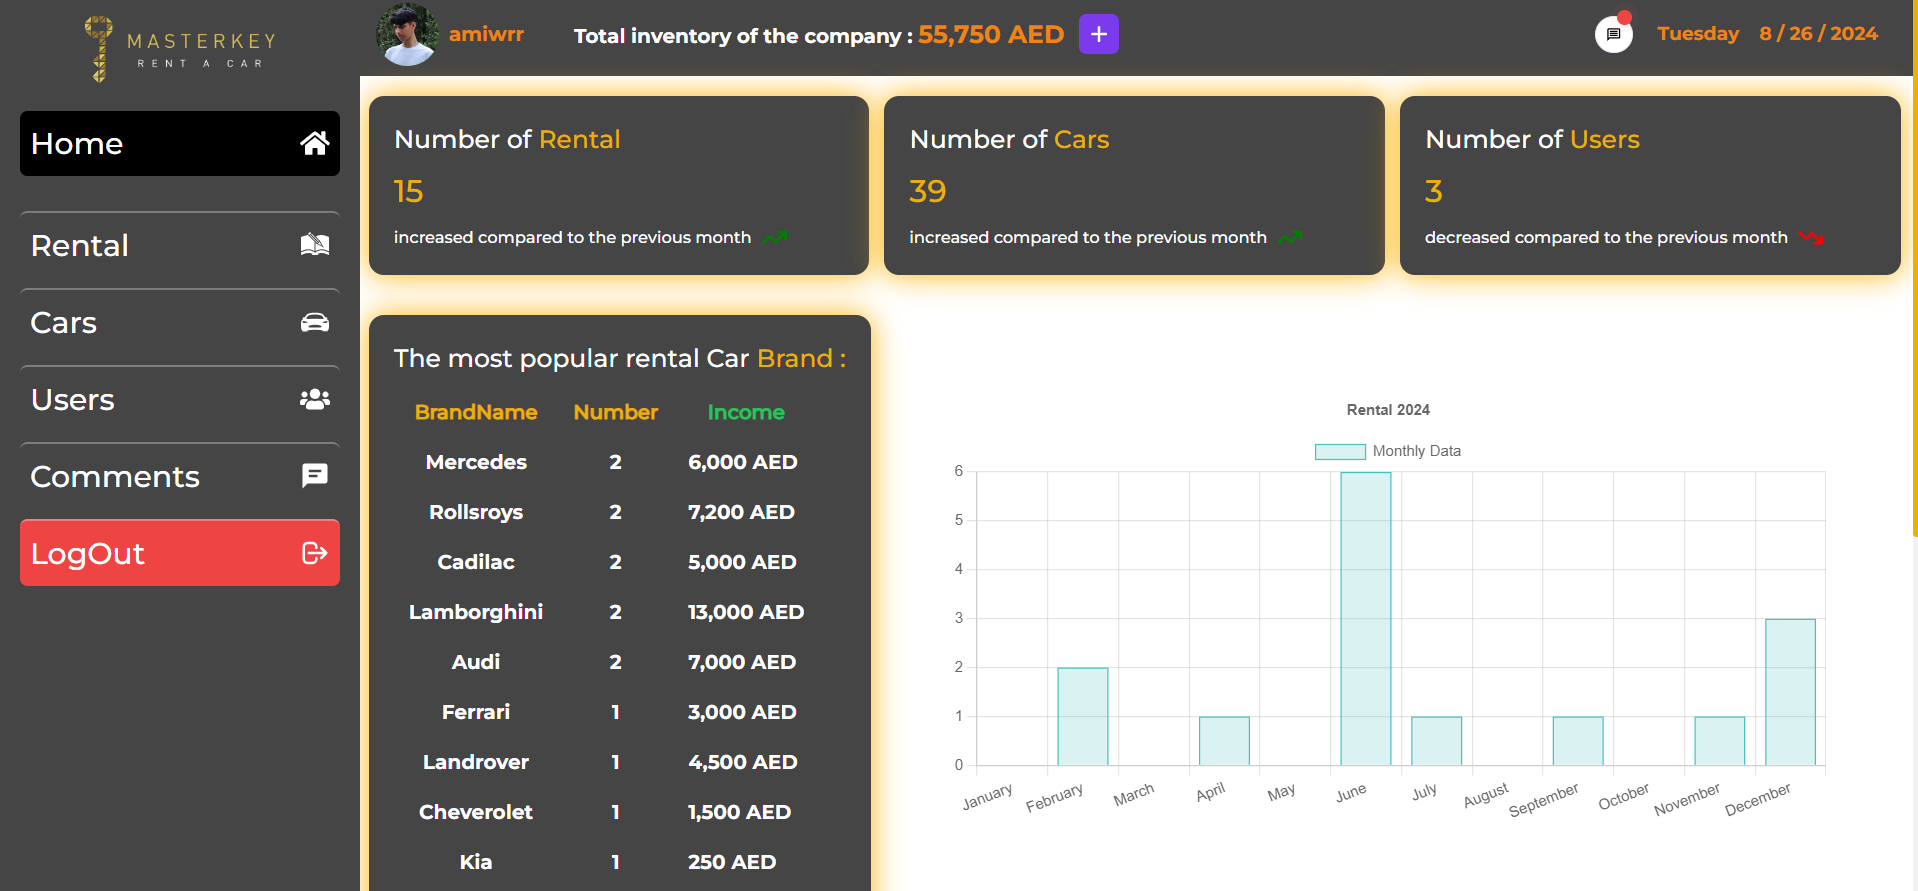 MASTERKEY
RENT A CAR
Home
Rental
Cars
Users
Comments
LogOut
amiwrr
Total inventory of the company : 55,750 AED
+
Tuesday 8 / 26 / 2024
Number of Rental
15
increased compared to the previous month
Number of Cars
39
increased compared to the previous month
Number of Users
3
decreased compared to the previous month
The most popular rental Car Brand :
BrandName Number Income
Mercedes 2 6,000 AED
Rollsroys 2 7,200 AED
Cadilac 2 5,000 AED
Lamborghini 2 13,000 AED
Audi 2 7,000 AED
Ferrari 1 3,000 AED
Landrover 1 4,500 AED
Cheverolet 1 1,500 AED
Kia 1 250 AED
Rental 2024
Monthly Data
6
5
4
3
2
1
0
January February March April May June July August September October November December